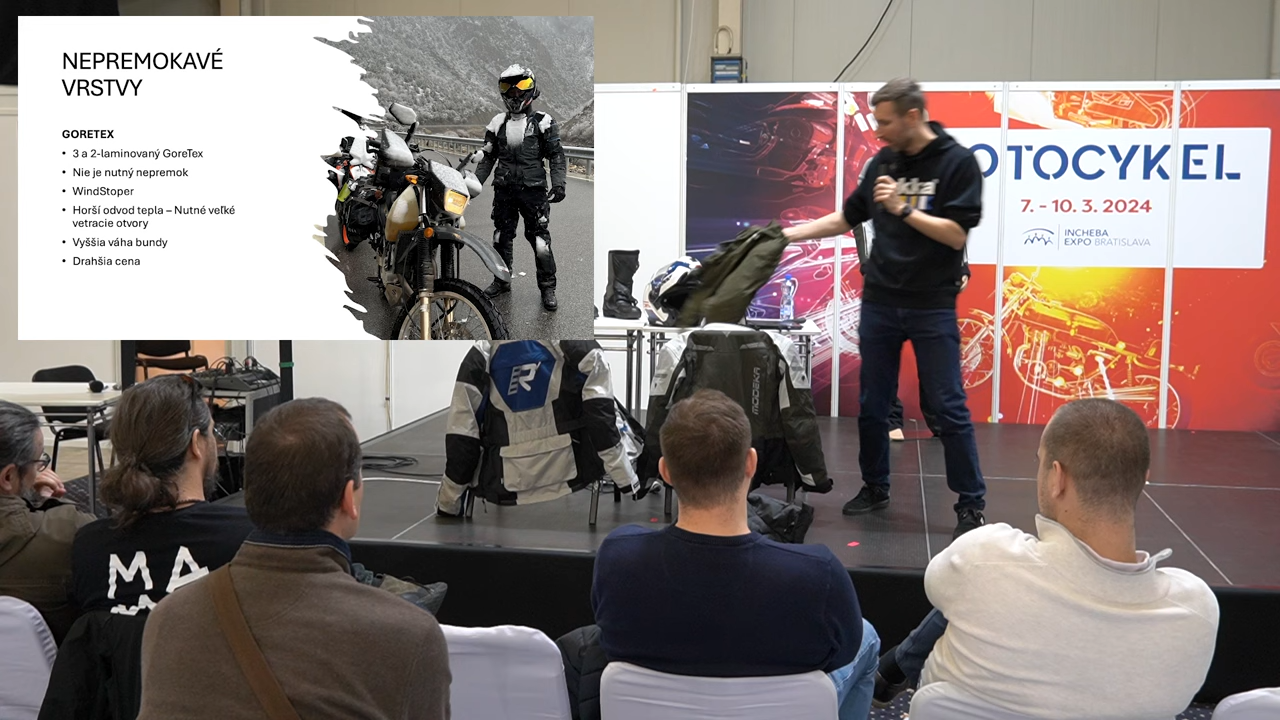 NEPREMOKAVÉ
VRSTVY
GORETEX
• 3 a 2-laminovaný GoreTex
• Nie je nutný nepremok
• WindStoper
• Horší odvod tepla – Nutné veľké
vetracie otvory
• Vyššia váha bundy
• Drahšia cena
OTOCYKEL
7. - 10. 3. 2024
INCHEBA
EXPO BRATISLAVA
MODEKA
MA